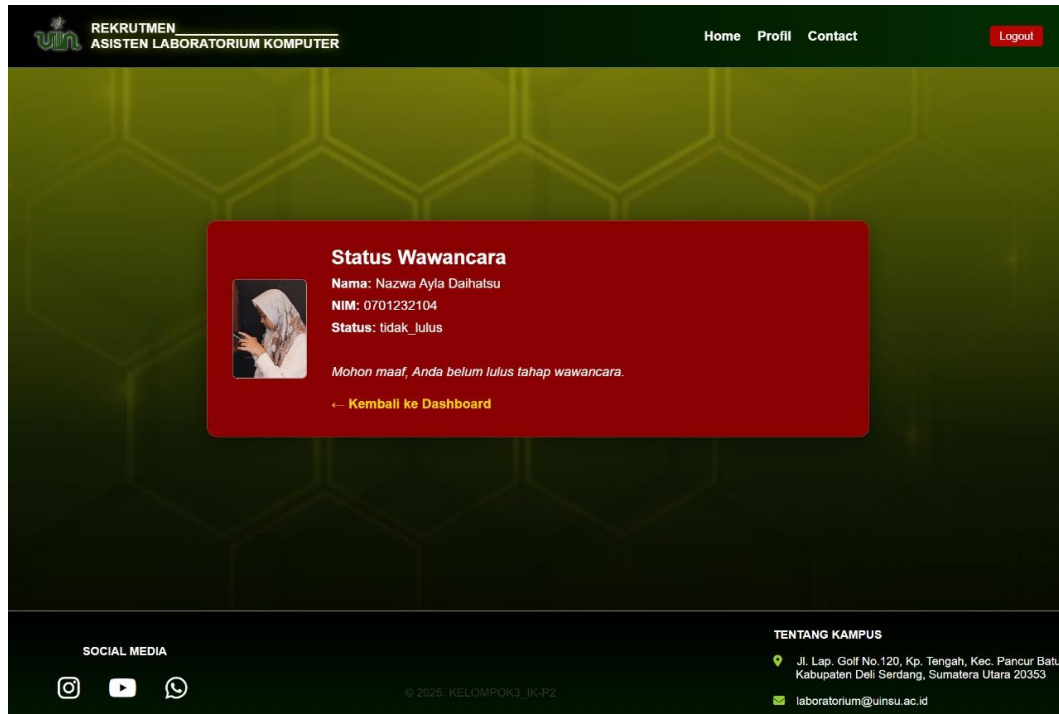 uin
REKRUTMEN
ASISTEN LABORATORIUM KOMPUTER
Home Profil Contact
Logout
Status Wawancara
Nama: Nazwa Ayla Daihatsu
NIM: 0701232104
Status: tidak_lulus
Mohon maaf, Anda belum lulus tahap wawancara.
← Kembali ke Dashboard
SOCIAL MEDIA
© 2025. KELOMPOK3_IK-P2
TENTANG KAMPUS
Jl. Lap. Golf No.120, Kp. Tengah, Kec. Pancur Batu
Kabupaten Deli Serdang, Sumatera Utara 20353
laboratorium@uinsu.ac.id